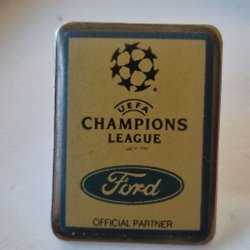 UEFA
CHAMPIONS
LEAGUE
Ford
OFFICIAL PARTNER